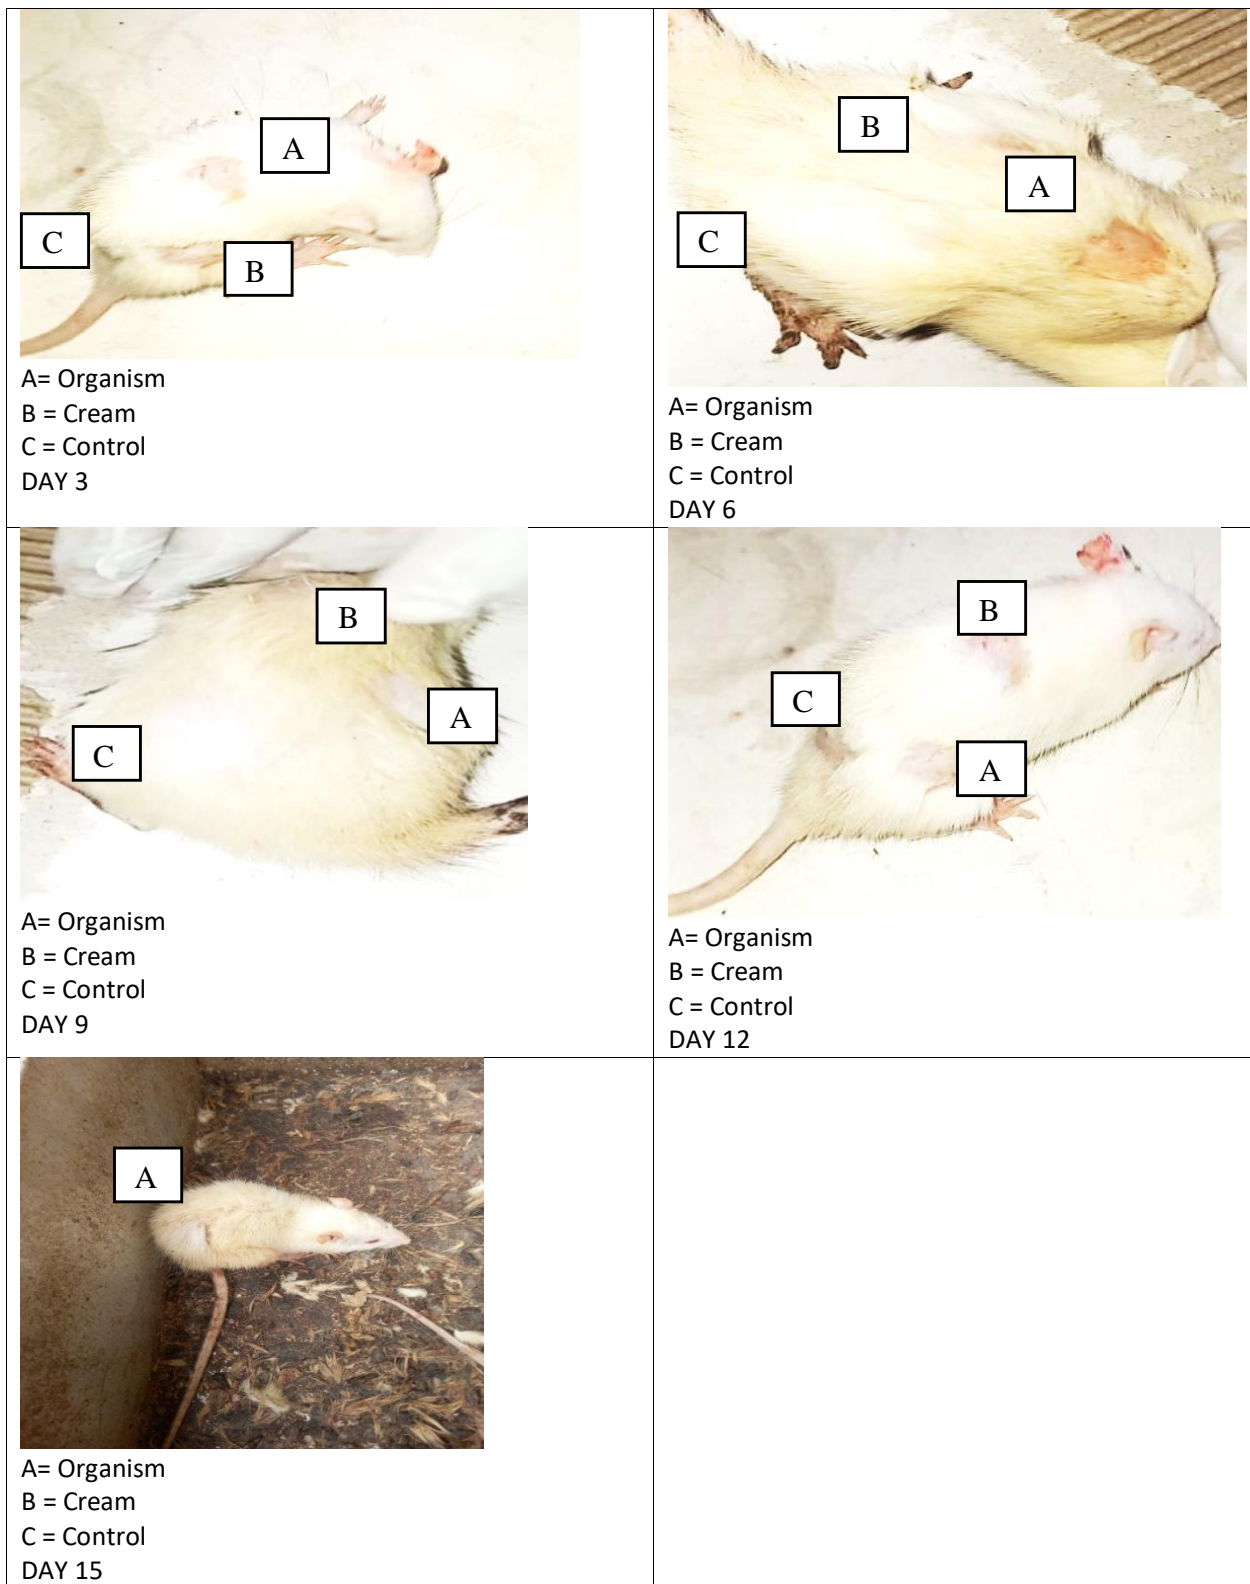 A
C
B
A= Organism
B = Cream
C = Control
DAY 3
B
A
C
A= Organism
B = Cream
C = Control
DAY 6
B
A
C
A= Organism
B = Cream
C = Control
DAY 9
B
C
A
A= Organism
B = Cream
C = Control
DAY 12
A
A= Organism
B = Cream
C = Control
DAY 15